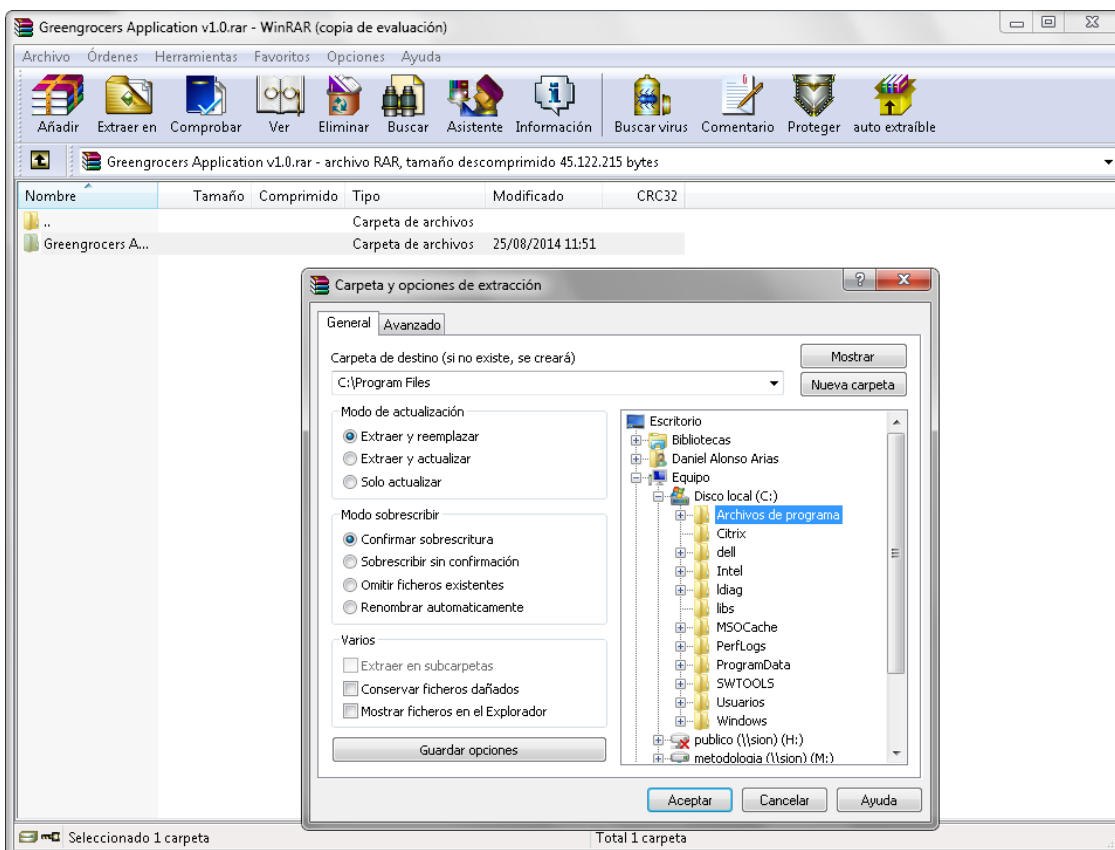 Greengrocers Application v1.0.rar - WinRAR (copia de evaluación)
Archivo Órdenes Herramientas Favoritos Opciones Ayuda
Añadir Extraer en Comprobar Ver Eliminar Buscar Asistente Información Buscar virus Comentario Proteger auto extraíble
Greengrocers Application v1.0.rar - archivo RAR, tamaño descomprimido 45.122.215 bytes
Nombre Tamaño Comprimido Tipo Modificado CRC32
.. Carpeta de archivos
Greengrocers A... Carpeta de archivos 25/08/2014 11:51
Carpeta y opciones de extracción
General Avanzado
Carpeta de destino (si no existe, se creará)
Mostrar
C:\Program Files
Nueva carpeta
Modo de actualización
Extraer y reemplazar
Extraer y actualizar
Solo actualizar
Modo sobrescribir
Confirmar sobrescritura
Sobrescribir sin confirmación
Omitir ficheros existentes
Renombrar automaticamente
Varios
Extraer en subcarpetas
Conservar ficheros dañados
Mostrar ficheros en el Explorador
Guardar opciones
Escritorio
Bibliotecas
Daniel Alonso Arias
Equipo
Disco local (C:)
Archivos de programa
Citrix
dell
Intel
ldiag
libs
MSOCache
PerfLogs
ProgramData
SWTOOLS
Usuarios
Windows
publico (\\sion) (H:)
metodologia (\\sion) (M:)
Aceptar Cancelar Ayuda
Seleccionado 1 carpeta Total 1 carpeta